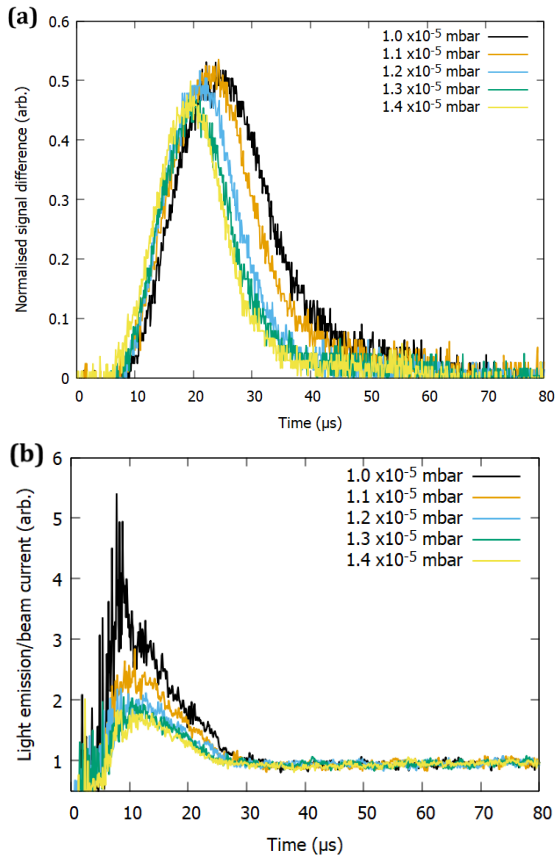 (a)
0.6
0.5
0.4
0.3
0.2
0.1
0
Normalised signal difference (arb.)
1.0 x10-5 mbar
1.1 x10-5 mbar
1.2 x10-5 mbar
1.3 x10-5 mbar
1.4 x10-5 mbar
0 10 20 30 40 50 60 70 80
Time (µs)
(b)
6
5
4
3
2
1
Light emission/beam current (arb.)
1.0 x10-5 mbar
1.1 x10-5 mbar
1.2 x10-5 mbar
1.3 x10-5 mbar
1.4 x10-5 mbar
0 10 20 30 40 50 60 70 80
Time (µs)